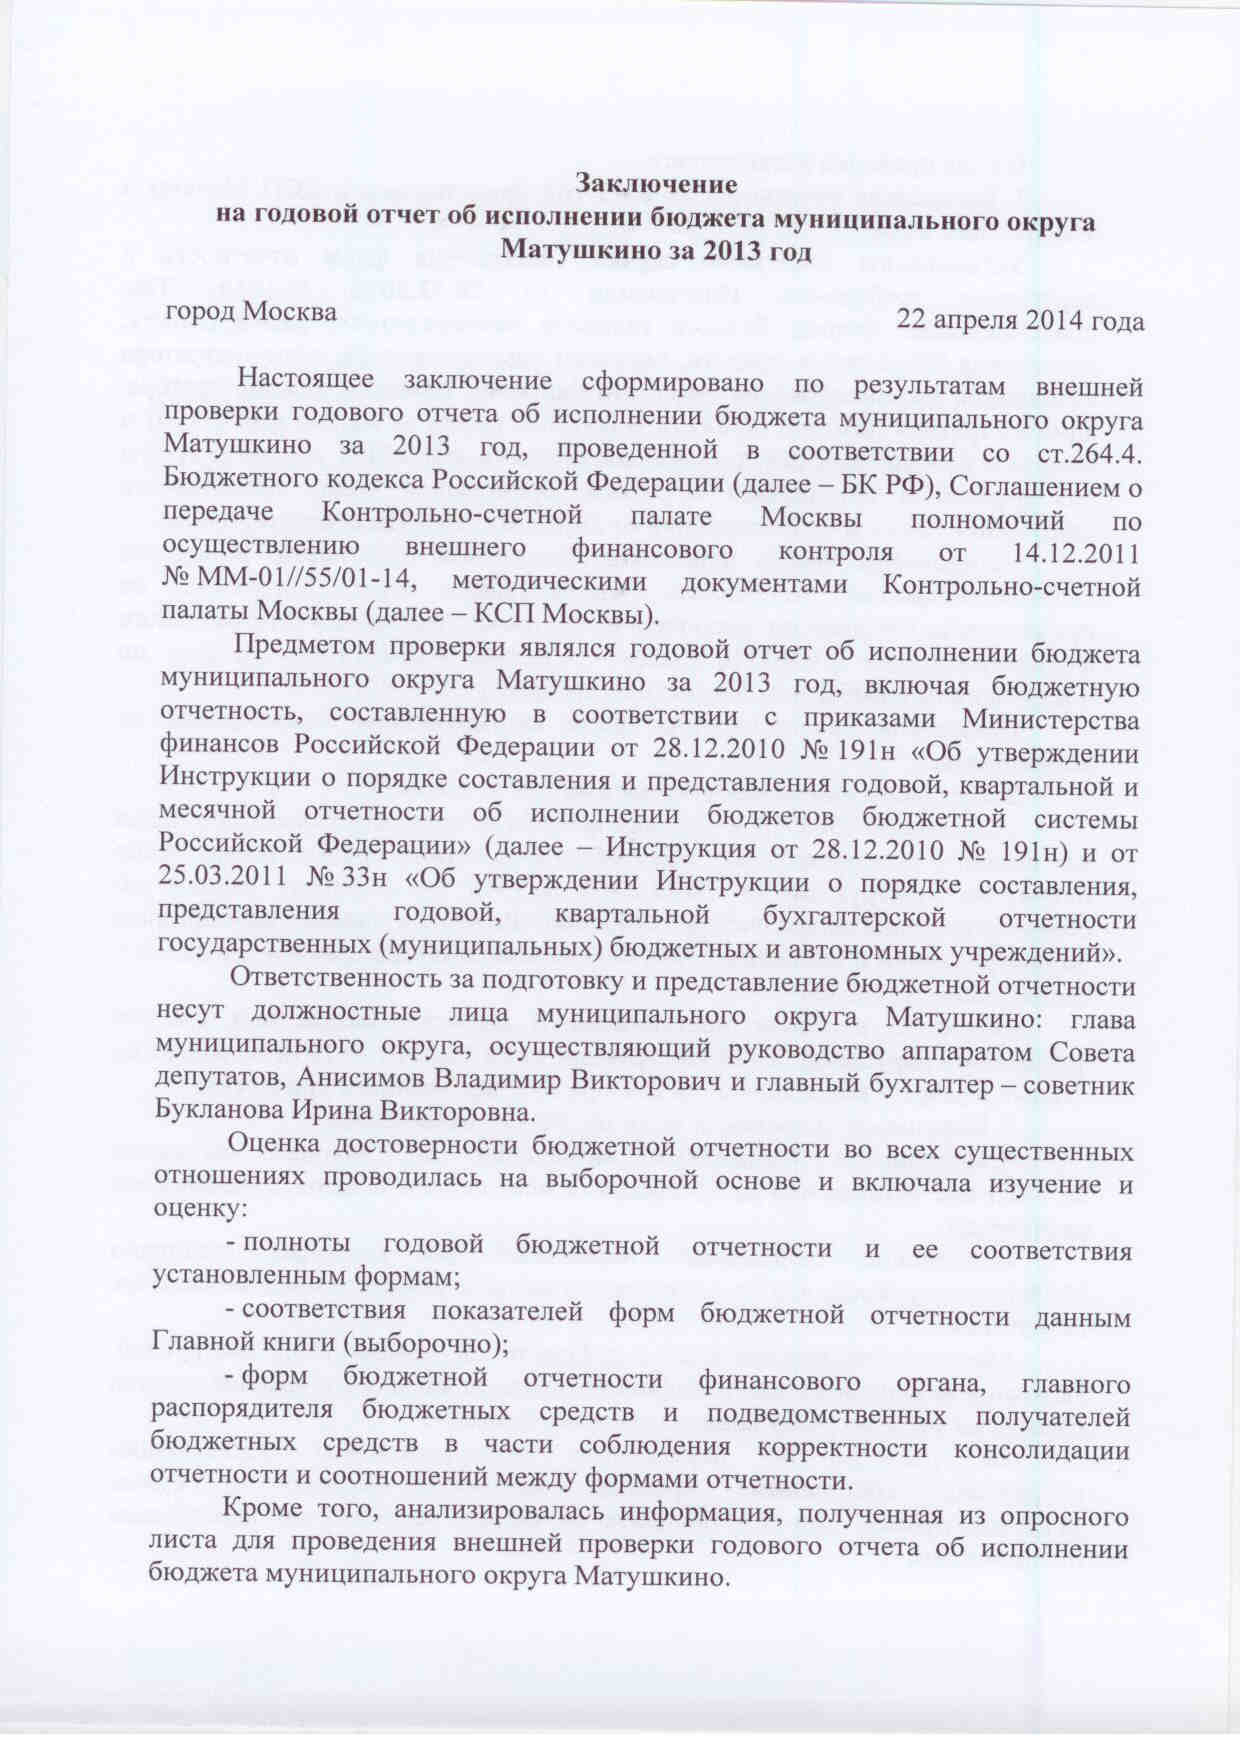 Заключение
на годовой отчет об исполнении бюджета муниципального округа
Матушкино за 2013 год
город Москва
22 апреля 2014 года
Настоящее заключение сформировано по результатам внешней
проверки годового отчета об исполнении бюджета муниципального округа
Матушкино за 2013 год, проведенной в соответствии со ст.264.4.
Бюджетного кодекса Российской Федерации (далее – БК РФ), Соглашением о
передаче Контрольно-счетной палате Москвы полномочий по
осуществлению внешнего финансового контроля от 14.12.2011
№ ММ-01//55/01-14, методическими документами Контрольно-счетной
палаты Москвы (далее – КСП Москвы).
Предметом проверки являлся годовой отчет об исполнении бюджета
муниципального округа Матушкино за 2013 год, включая бюджетную
отчетность, составленную в соответствии с приказами Министерства
финансов Российской Федерации от 28.12.2010 № 191н «Об утверждении
Инструкции о порядке составления и представления годовой, квартальной и
месячной отчетности об исполнении бюджетов бюджетной системы
Российской Федерации» (далее – Инструкция от 28.12.2010 № 191н) и от
25.03.2011 № 33н «Об утверждении Инструкции о порядке составления,
представления годовой, квартальной бухгалтерской отчетности
государственных (муниципальных) бюджетных и автономных учреждений».
Ответственность за подготовку и представление бюджетной отчетности
несут должностные лица муниципального округа Матушкино: глава
муниципального округа, осуществляющий руководство аппаратом Совета
депутатов, Анисимов Владимир Викторович и главный бухгалтер – советник
Букланова Ирина Викторовна.
Оценка достоверности бюджетной отчетности во всех существенных
отношениях проводилась на выборочной основе и включала изучение и
оценку:
- полноты годовой бюджетной отчетности и ее соответствия
установленным формам;
- соответствия показателей форм бюджетной отчетности данным
Главной книги (выборочно);
- форм бюджетной отчетности финансового органа, главного
распорядителя бюджетных средств и подведомственных получателей
бюджетных средств в части соблюдения корректности консолидации
отчетности и соотношений между формами отчетности.
Кроме того, анализировалась информация, полученная из опросного
листа для проведения внешней проверки годового отчета об исполнении
бюджета муниципального округа Матушкино.